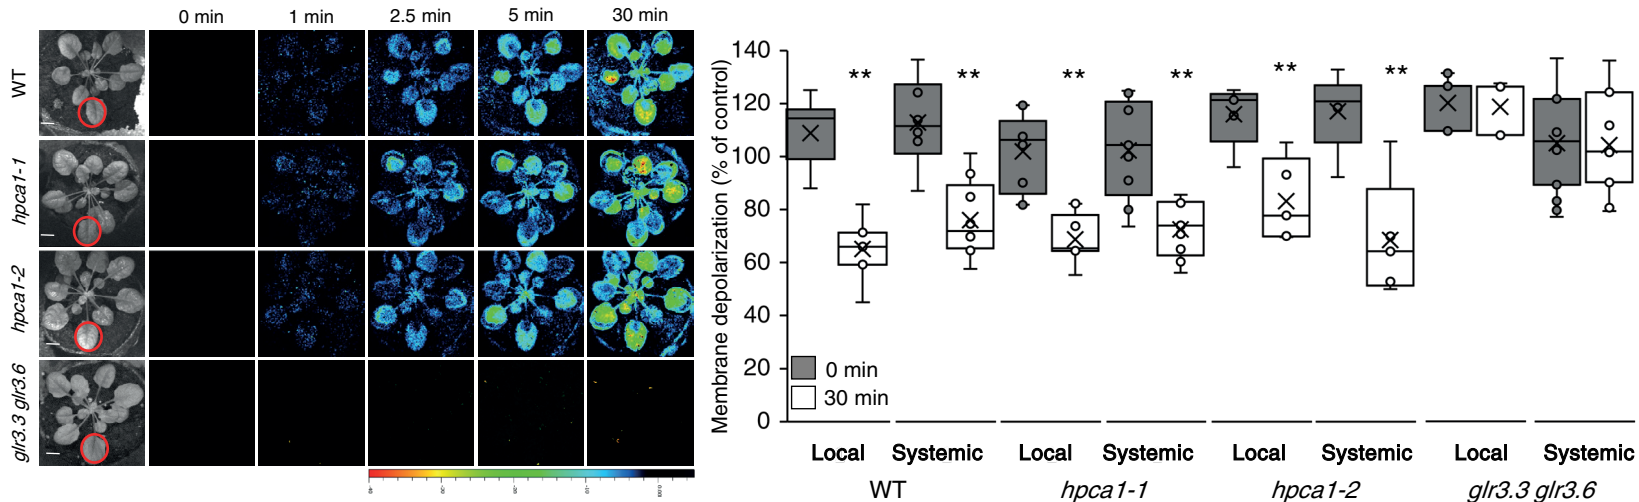 0 min 1 min 2.5 min 5 min 30 min
WT
hpca1-1
hpca1-2
glr3.3 glr3.6
Membrane depolarization (% of control)
140
120
100
80
60
40
20
0
** ** ** ** ** **
0 min
30 min
Local Systemic Local Systemic Local Systemic Local Systemic
WT hpca1-1 hpca1-2 glr3.3 glr3.6